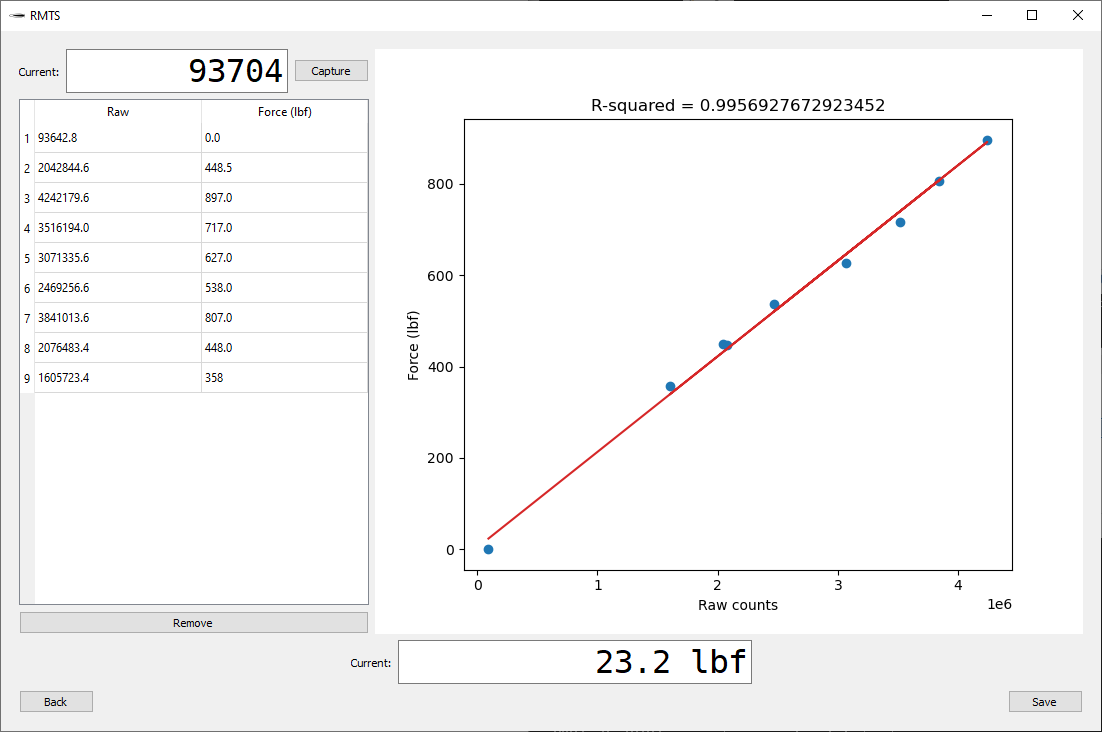 RMTS
Current: 93704 Capture
Raw Force (lbf)
1 93642.8 0.0
2 2042844.6 448.5
3 4242179.6 897.0
4 3516194.0 717.0
5 3071335.6 627.0
6 2469256.6 538.0
7 3841013.6 807.0
8 2076483.4 448.0
9 1605723.4 358
Remove
R-squared = 0.9956927672923452
Force (lbf)
800
600
400
200
0
0 1 2 3 4
1e6
Raw counts
Current: 23.2 lbf
Back Save